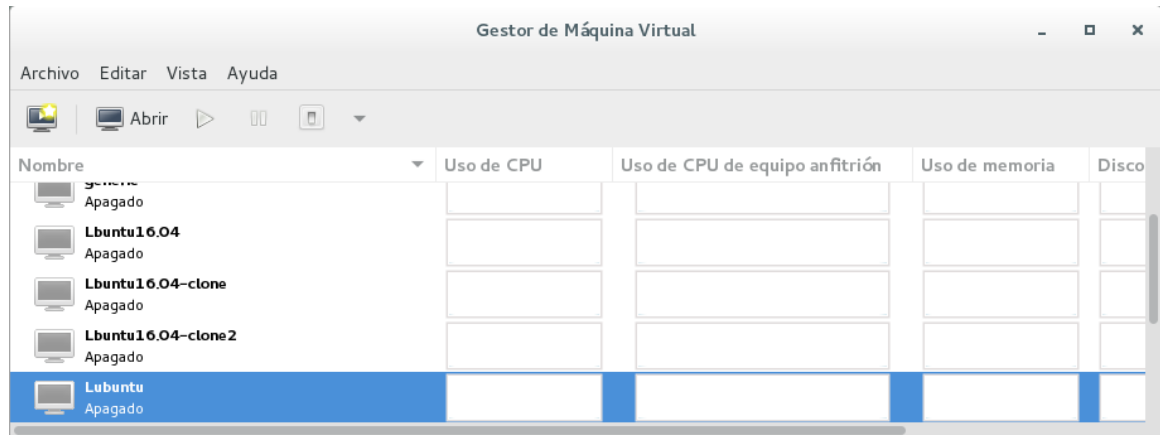 Gestor de Máquina Virtual
Archivo Editar Vista Ayuda
Abrir
Nombre Uso de CPU Uso de CPU de equipo anfitrión Uso de memoria Disco
generic
Apagado
Lbuntu16.04
Apagado
Lbuntu16.04-clone
Apagado
Lbuntu16.04-clone2
Apagado
Lubuntu
Apagado